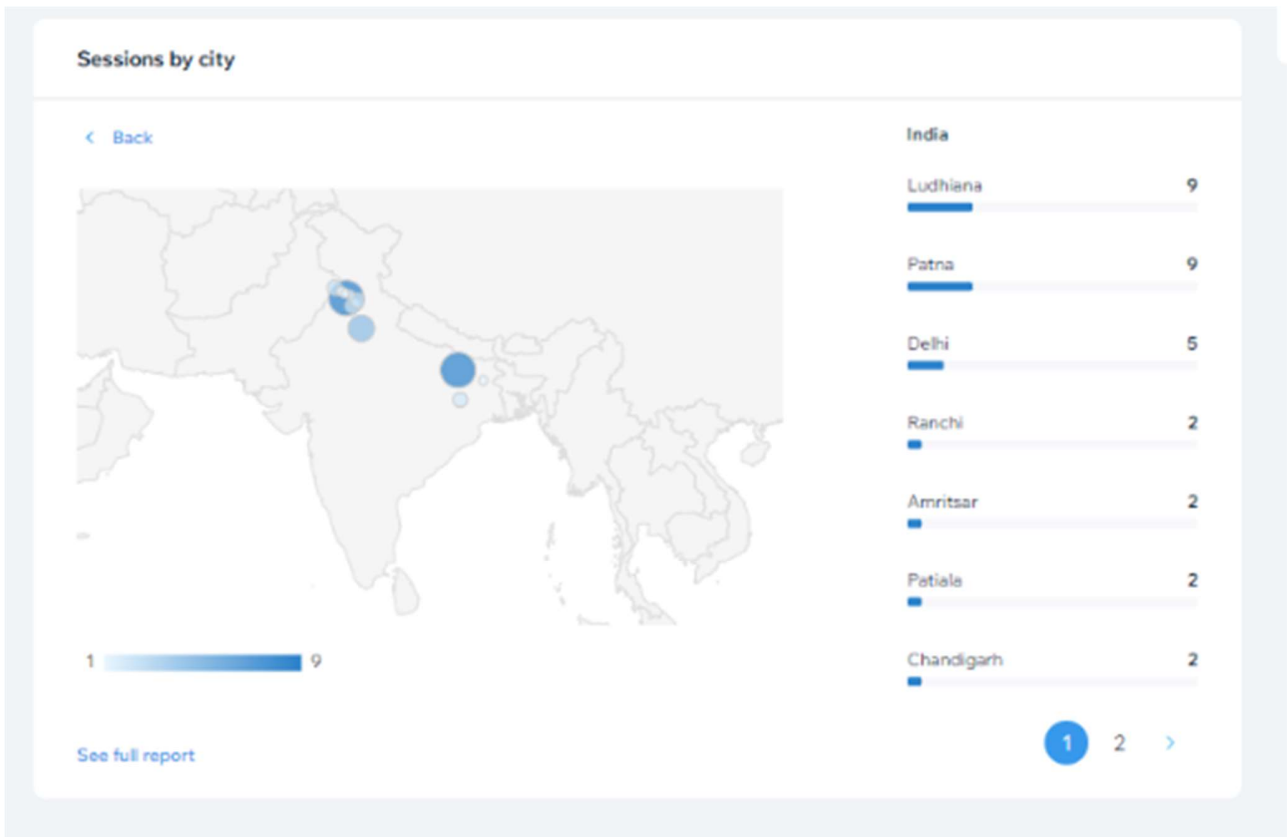 Sessions by city
< Back
India
Ludhiana 9
Patna 9
Delhi 5
Ranchi 2
Amritsar 2
Patiala 2
Chandigarh 2
1 9
1 2 >
See full report